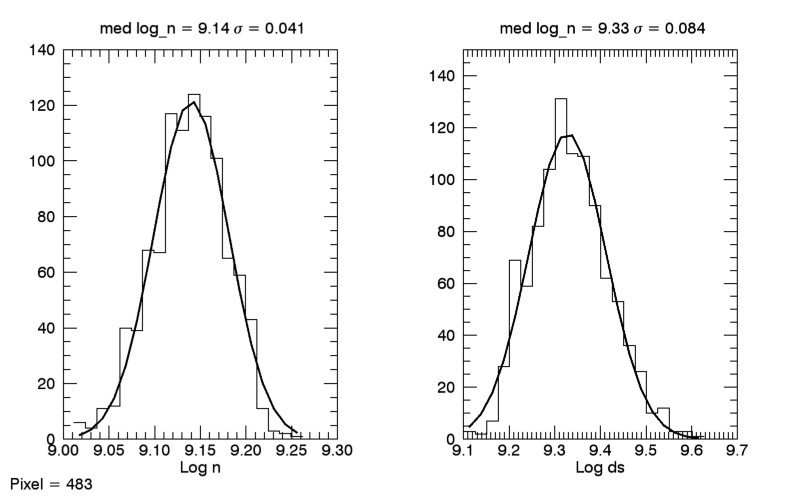 med log_n = 9.14 σ = 0.041
140
120
100
80
60
40
20
0
9.00 9.05 9.10 9.15 9.20 9.25 9.30
Log n
med log_n = 9.33 σ = 0.084
140
120
100
80
60
40
20
0
9.1 9.2 9.3 9.4 9.5 9.6 9.7
Log ds
Pixel = 483